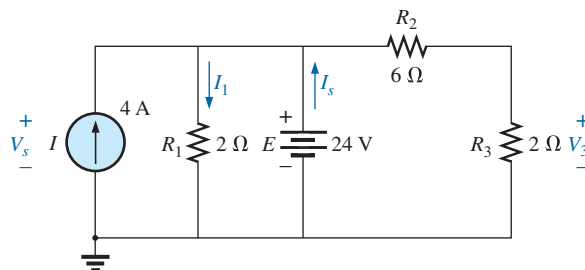 R2
6 Ω
4 A
I1
Is
+
Vs
−
I
R1
2 Ω
E
+
−
24 V
R3
2 Ω
+
V3
−